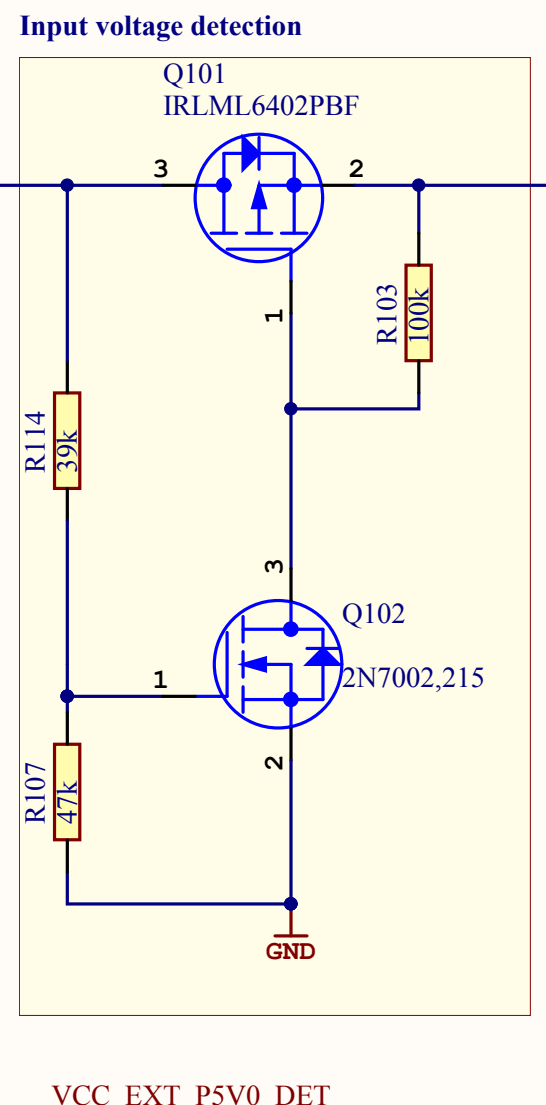 Input voltage detection
Q101
IRLML6402PBF
3
2
1
R103
100k
R114
39k
3
Q102
1
2N7002,215
2
R107
47k
GND
VCC_EXT_P5V0_DET